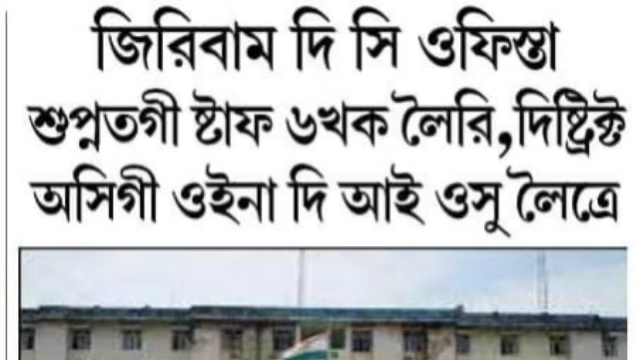 জিরিবাম দি সি ওফিস্তা
শুপ্নতগী ষ্টাফ ৬খক লৈরি,দিষ্ট্রিক্ট
অসিগী ওইনা দি আই ওসু লৈত্রে